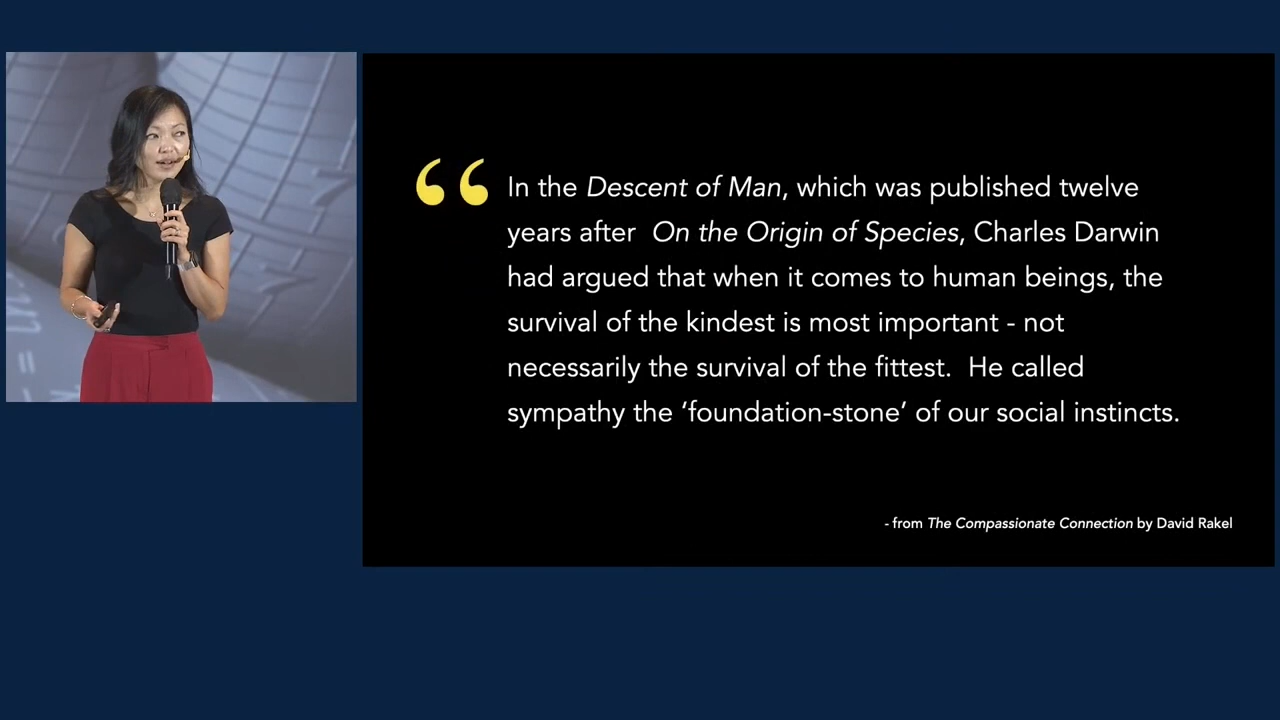 “ In the Descent of Man, which was published twelve
years after On the Origin of Species, Charles Darwin
had argued that when it comes to human beings, the
survival of the kindest is most important - not
necessarily the survival of the fittest. He called
sympathy the ‘foundation-stone’ of our social instincts.
- from The Compassionate Connection by David Rakel